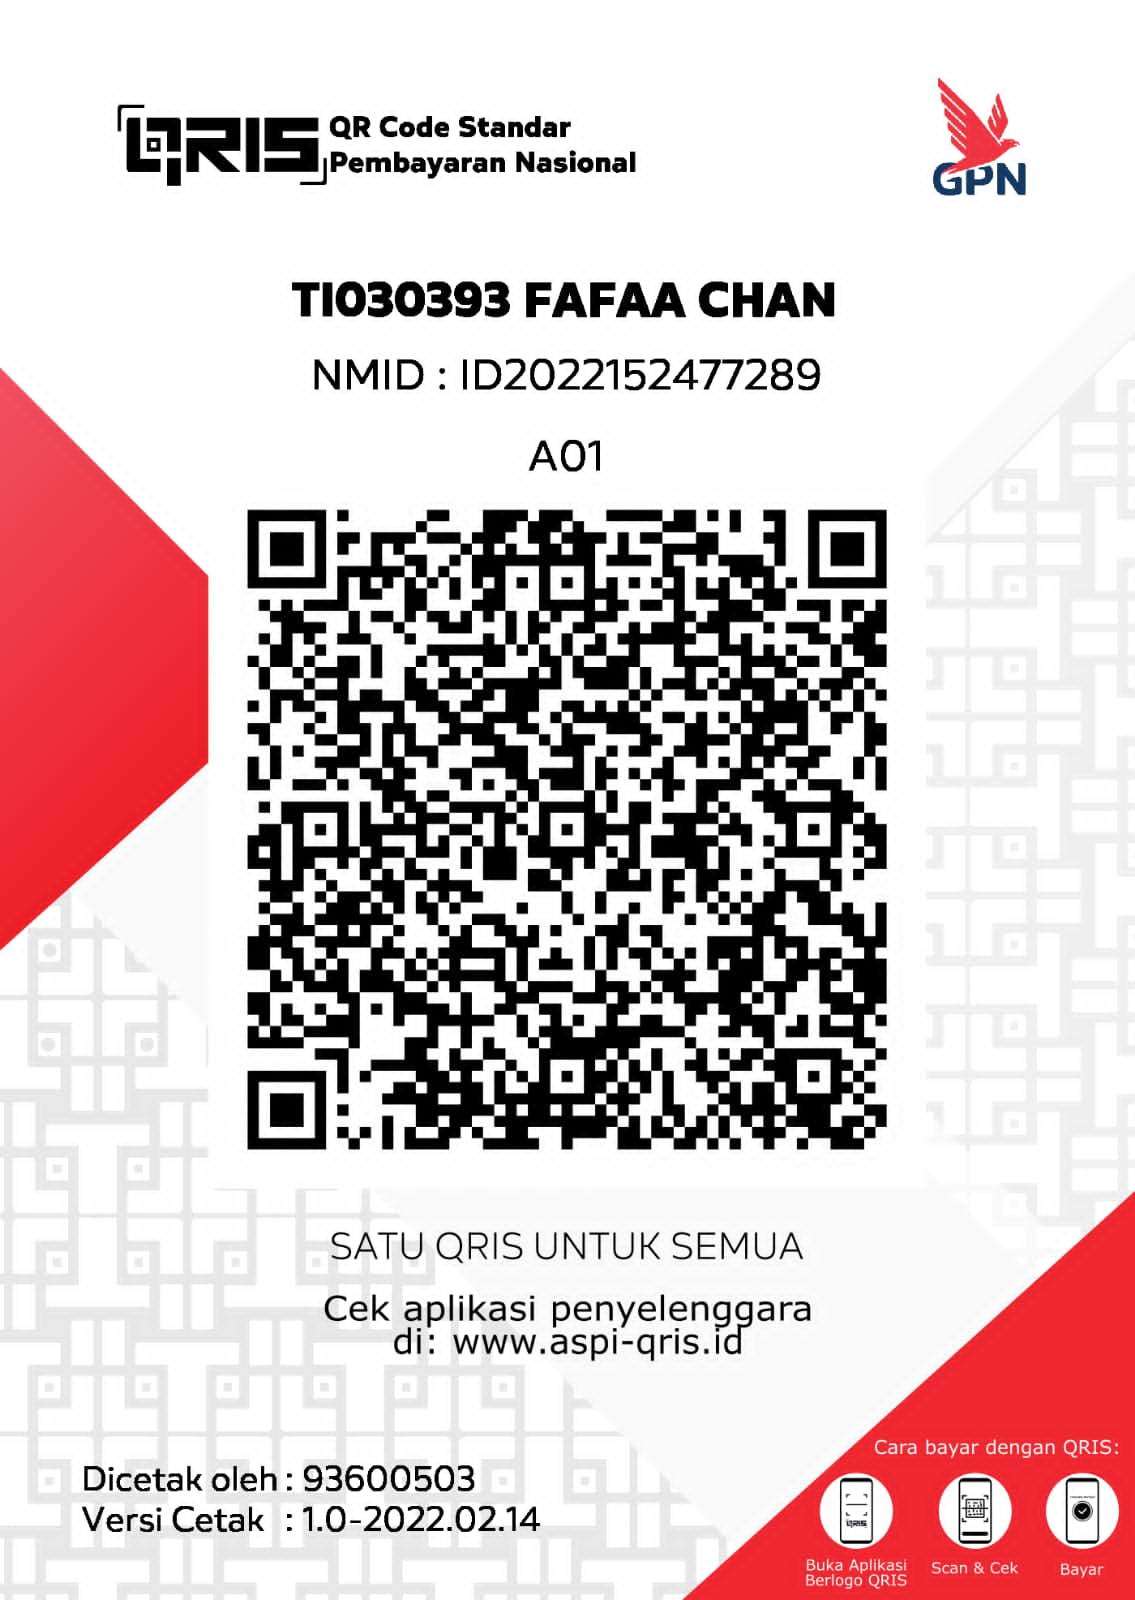 QRIS QR Code Standar
Pembayaran Nasional
GPN
TI030393 FAFAA CHAN
NMID : ID2022152477289
A01
SATU QRIS UNTUK SEMUA
Cek aplikasi penyelenggara
di: www.aspi-qris.id
Dicetak oleh : 93600503
Versi Cetak : 1.0-2022.02.14
Cara bayar dengan QRIS:
QRIS
Buka Aplikasi
Berlogo QRIS
Scan & Cek
Bayar